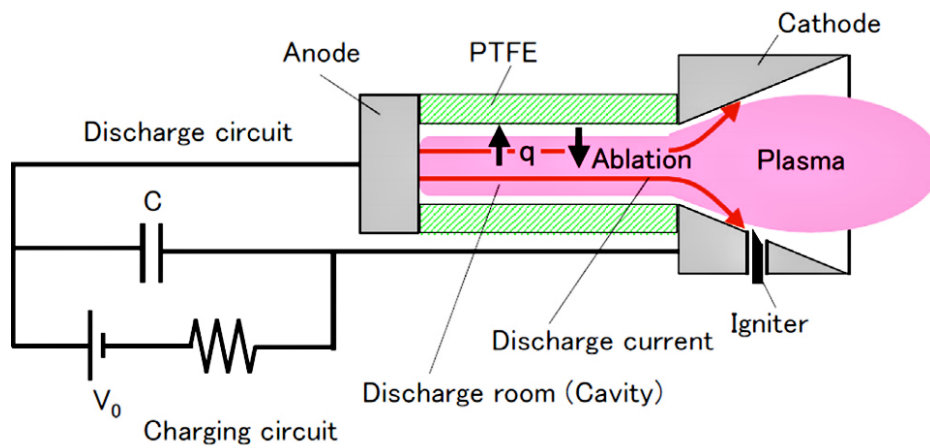 Cathode
Anode
PTFE
Discharge circuit
q
Ablation
Plasma
C
Igniter
Discharge current
Discharge room (Cavity)
V0
Charging circuit